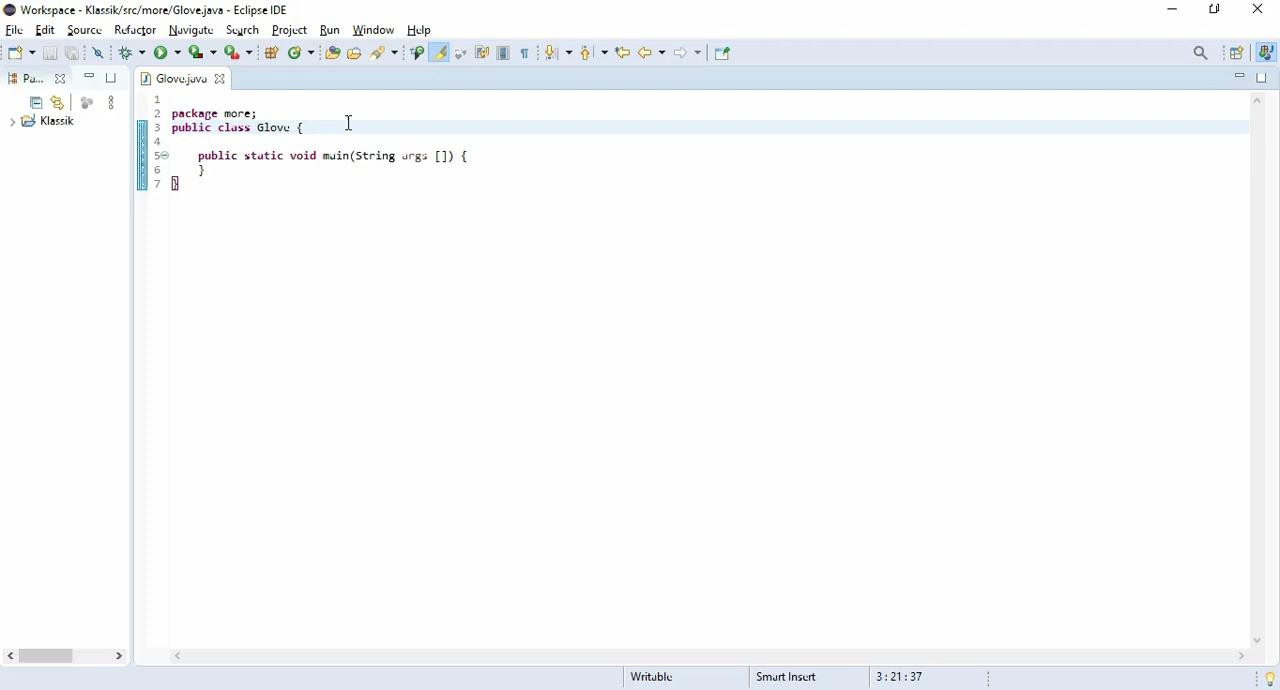 Workspace - Klassik/src/more/Glove.java - Eclipse IDE
File Edit Source Refactor Navigate Search Project Run Window Help
Pa...
Glove.java
Klassik
1
2 package more;
3 public class Glove {
4
5 public static void main(String args []) {
6 }
7 }
Writable Smart Insert 3 : 21 : 37